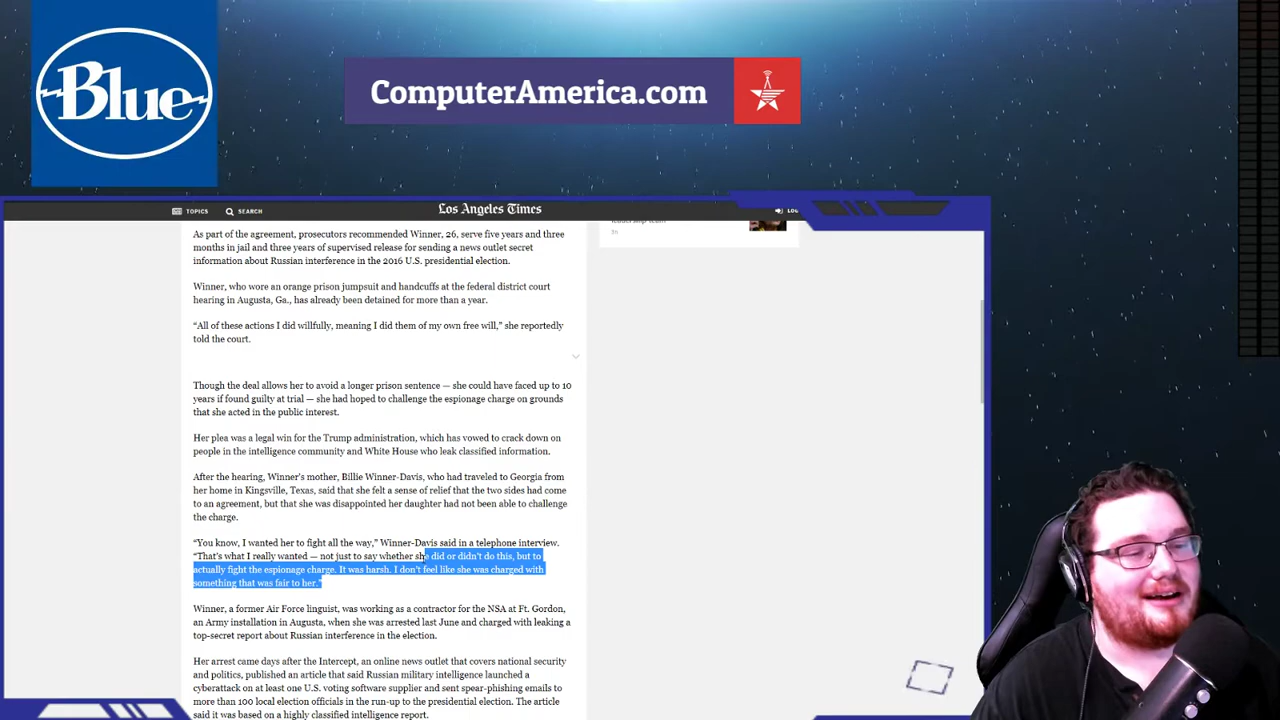 Blue
ComputerAmerica.com
TOPICS
SEARCH
Los Angeles Times
LOG
5h
As part of the agreement, prosecutors recommended Winner, 26, serve five years and three
months in jail and three years of supervised release for sending a news outlet secret
information about Russian interference in the 2016 U.S. presidential election.
Winner, who wore an orange prison jumpsuit and handcuffs at the federal district court
hearing in Augusta, Ga., has already been detained for more than a year.
“All of these actions I did willfully, meaning I did them of my own free will,” she reportedly
told the court.
Though the deal allows her to avoid a longer prison sentence — she could have faced up to 10
years if found guilty at trial — she had hoped to challenge the espionage charge on grounds
that she acted in the public interest.
Her plea was a legal win for the Trump administration, which has vowed to crack down on
people in the intelligence community and White House who leak classified information.
After the hearing, Winner’s mother, Billie Winner-Davis, who had traveled to Georgia from
her home in Kingsville, Texas, said that she felt a sense of relief that the two sides had come
to an agreement, but that she was disappointed her daughter had not been able to challenge
the charge.
“You know, I wanted her to fight all the way,” Winner-Davis said in a telephone interview.
“That’s what I really wanted — not just to say whether she did or didn’t do this, but to
actually fight the espionage charge. It was harsh. I don’t feel like she was charged with
something that was fair to her.”
Winner, a former Air Force linguist, was working as a contractor for the NSA at Ft. Gordon,
an Army installation in Augusta, when she was arrested last June and charged with leaking a
top-secret report about Russian interference in the election.
Her arrest came days after the Intercept, an online news outlet that covers national security
and politics, published an article that said Russian military intelligence launched a
cyberattack on at least one U.S. voting software supplier and sent spear-phishing emails to
more than 100 local election officials in the run-up to the presidential election. The article
said it was based on a highly classified intelligence report.